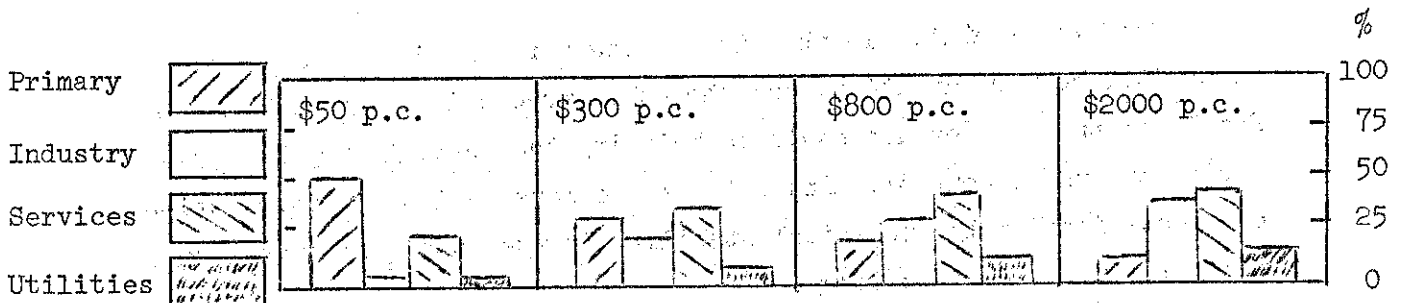 %
Primary
Industry
Services
Utilities
$50 p.c.
$300 p.c.
$800 p.c.
$2000 p.c.
100
75
50
25
0